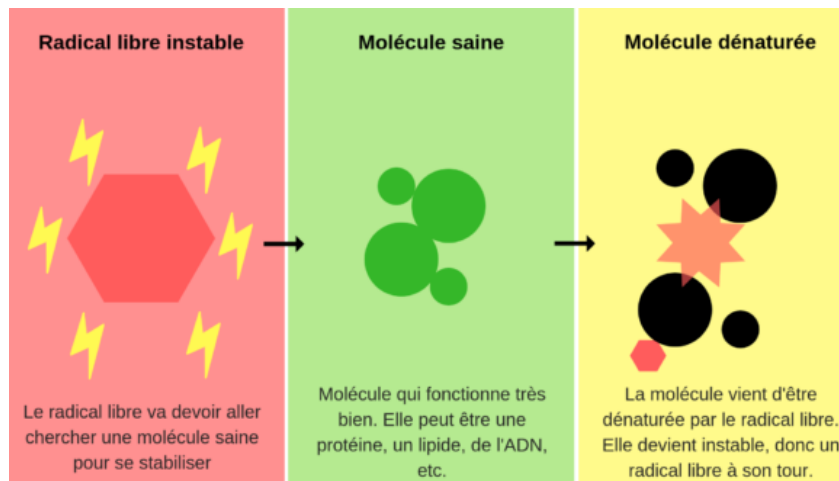 Radical libre instable
Le radical libre va devoir aller
chercher une molécule saine
pour se stabiliser
Molécule saine
Molécule qui fonctionne très
bien. Elle peut être une
protéine, un lipide, de l'ADN,
etc.
Molécule dénaturée
La molécule vient d'être
dénaturée par le radical libre.
Elle devient instable, donc un
radical libre à son tour.